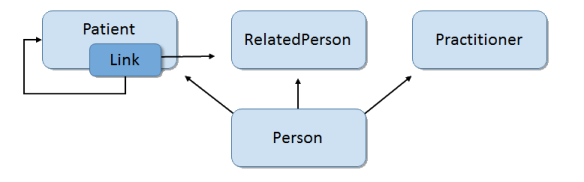 Patient
Link
RelatedPerson
Practitioner
Person